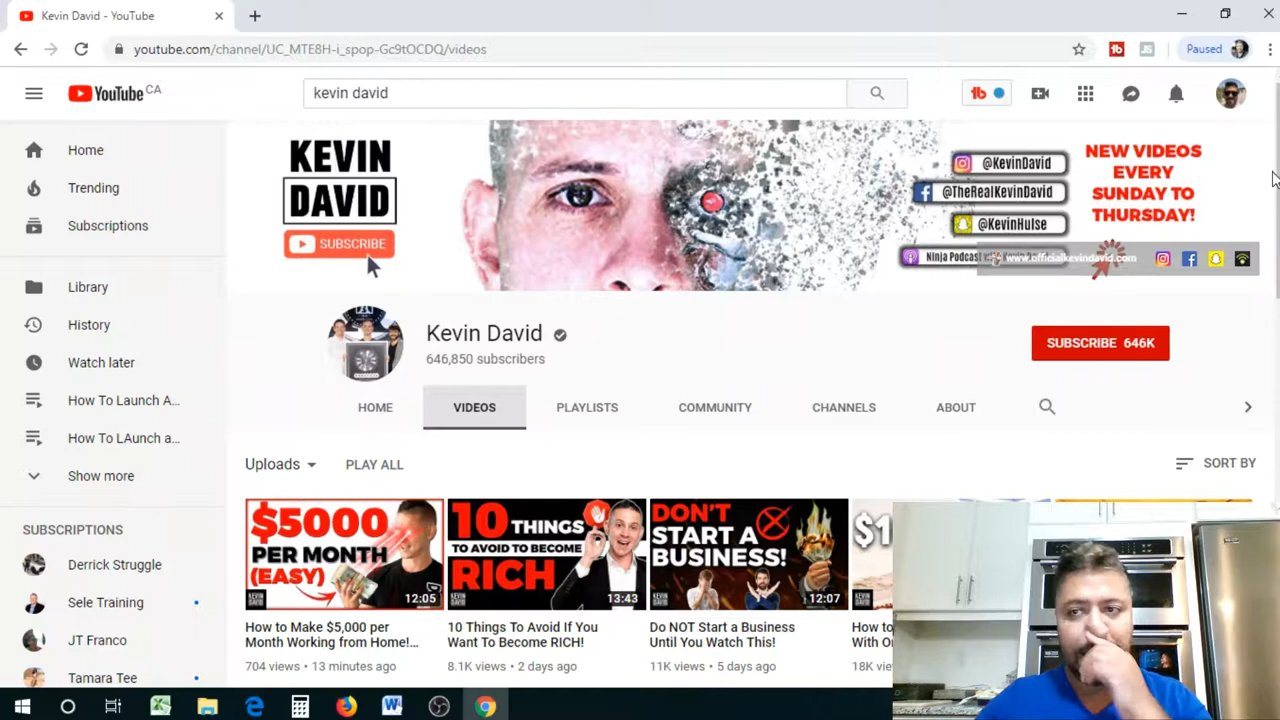 Kevin David - YouTube
youtube.com/channel/UC_MTE8H-i_spop-Gc9tOCDQ/videos
Paused
YouTube CA
kevin david
Home
Trending
Subscriptions
Library
History
Watch later
How To Launch A...
How To LAunch a...
Show more
SUBSCRIPTIONS
Derrick Struggle
Sele Training
JT Franco
Tamara Tee
KEVIN
DAVID
SUBSCRIBE
@KevinDavid
@TheRealKevinDavid
@KevinHulse
Ninja Podcast
www.officialkevindavid.com
NEW VIDEOS
EVERY
SUNDAY TO
THURSDAY!
Kevin David
646,850 subscribers
SUBSCRIBE 646K
HOME
VIDEOS
PLAYLISTS
COMMUNITY
CHANNELS
ABOUT
Uploads
PLAY ALL
SORT BY
$5000
PER MONTH
(EASY)
KEVIN
DAVID
12:05
How to Make $5,000 per
Month Working from Home!...
704 views • 13 minutes ago
10 THINGS
TO AVOID TO BECOME
RICH
KEVIN
DAVID
13:43
10 Things To Avoid If You
Want To Become RICH!
8.1K views • 2 days ago
DON'T
START A
BUSINESS!
KEVIN
DAVID
12:07
Do NOT Start a Business
Until You Watch This!
11K views • 5 days ago
$1
How to
With On
18K